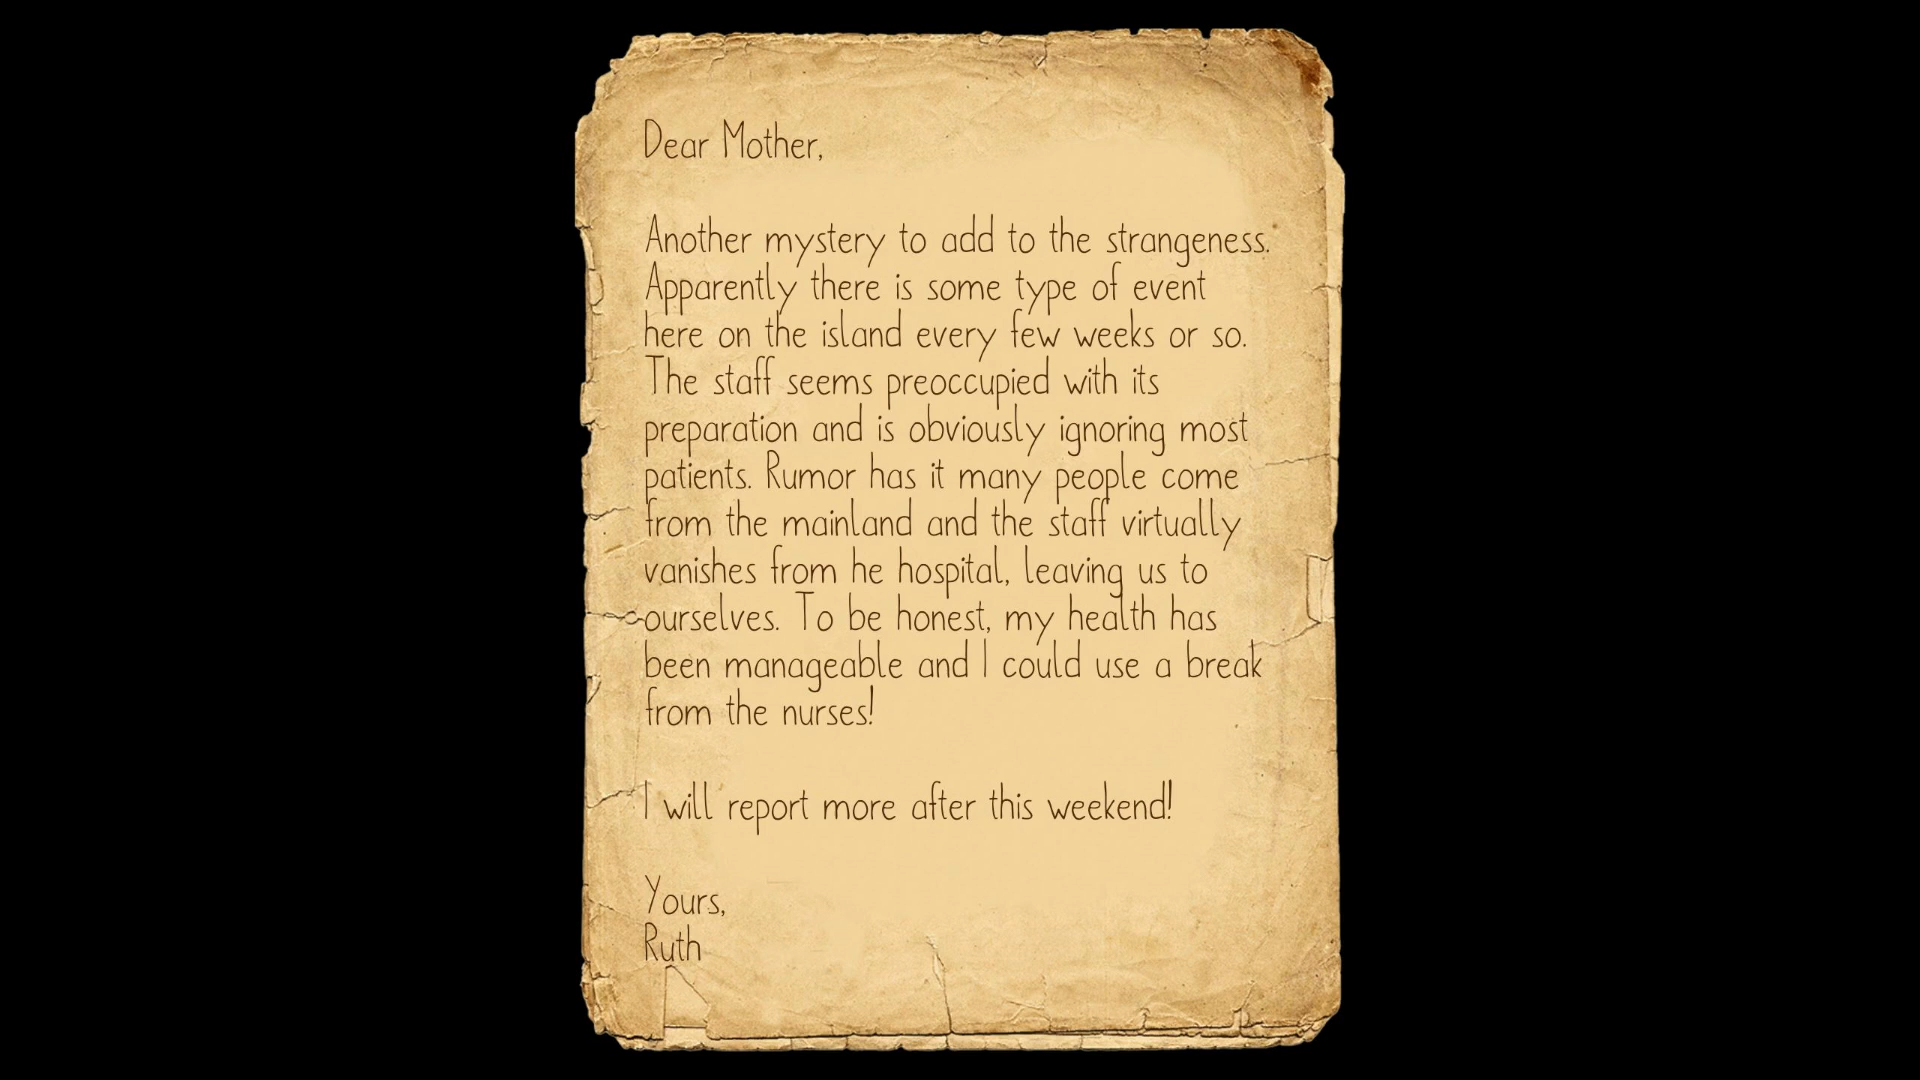 Dear Mother,
Another mystery to add to the strangeness.
Apparently there is some type of event
here on the island every few weeks or so.
The staff seems preoccupied with its
preparation and is obviously ignoring most
patients. Rumor has it many people come
from the mainland and the staff virtually
vanishes from he hospital, leaving us to
ourselves. To be honest, my health has
been manageable and I could use a break
from the nurses!
I will report more after this weekend!
Yours,
Ruth